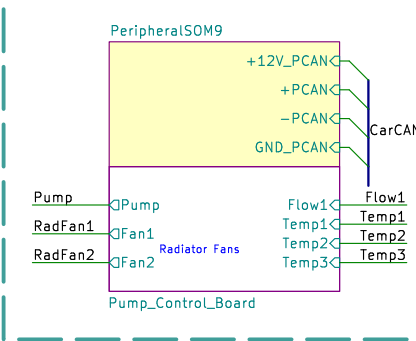 PeripheralSOM9
+12V_PCAN
+PCAN
-PCAN
CarCAN
GND_PCAN
Pump
Pump
Flow1
Flow1
RadFan1
Fan1
Temp1
Temp1
Radiator Fans
Temp2
Temp2
RadFan2
Fan2
Temp3
Temp3
Pump_Control_Board